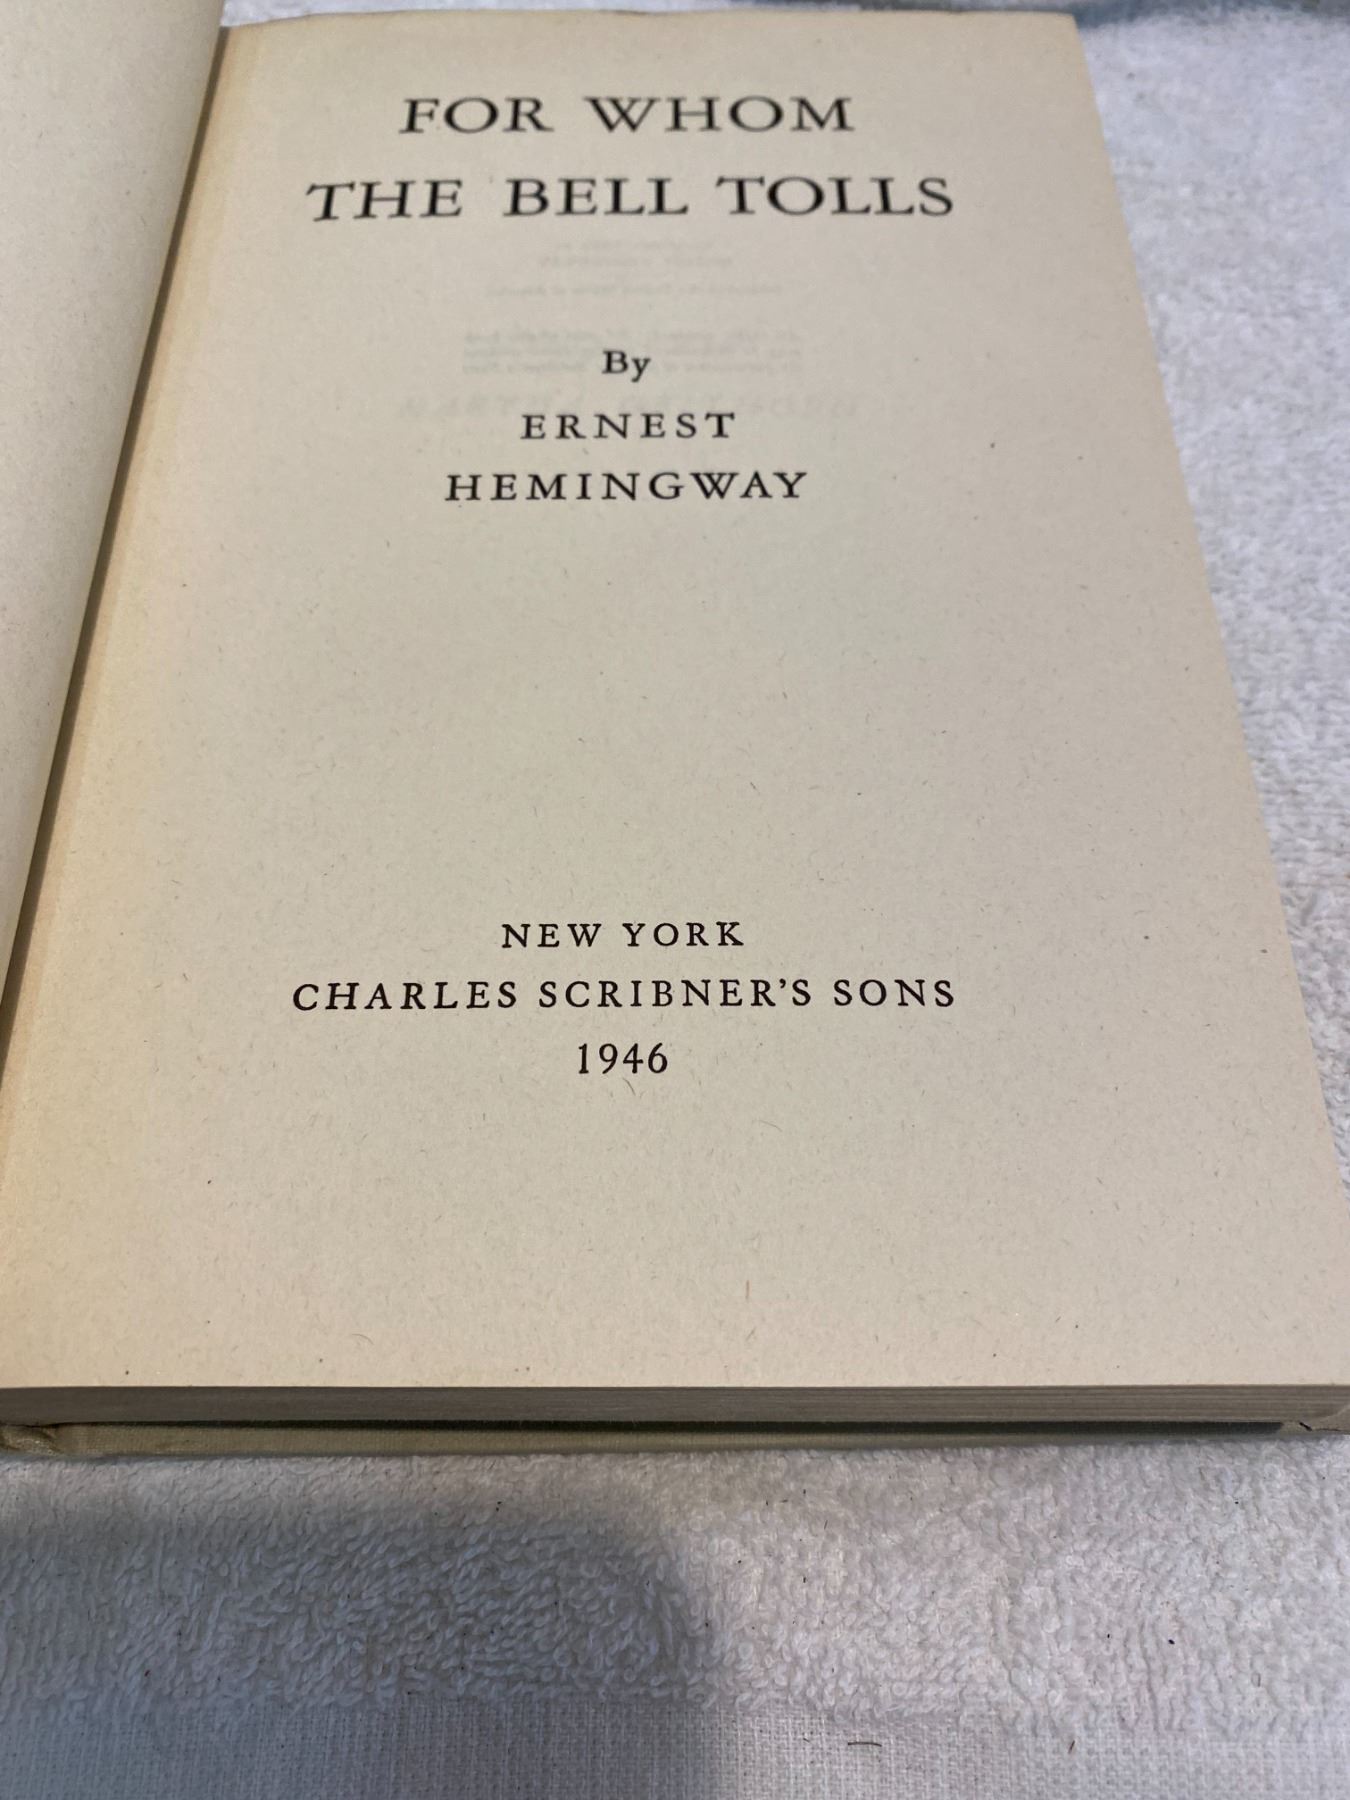 FOR WHOM
THE BELL TOLLS
By
ERNEST
HEMINGWAY
NEW YORK
CHARLES SCRIBNER'S SONS
1946